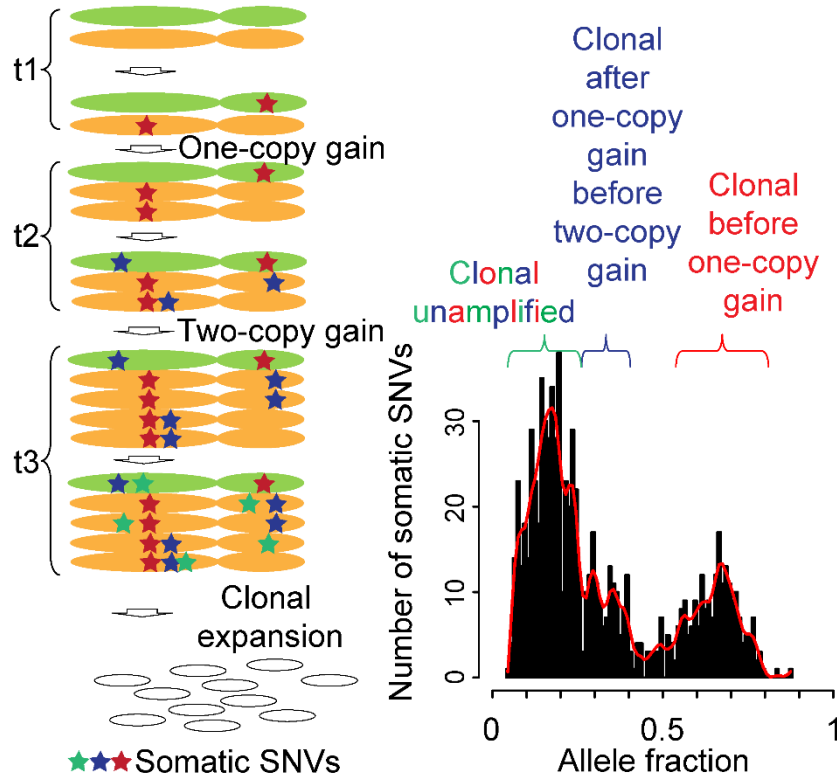 t1
One-copy gain
t2
Two-copy gain
t3
Clonal
expansion
Somatic SNVs
Clonal
unamplified
Clonal
after
one-copy
gain
before
two-copy
gain
Clonal
before
one-copy
gain
Number of somatic SNVs
30
20
10
0
0
0.5
1
Allele fraction